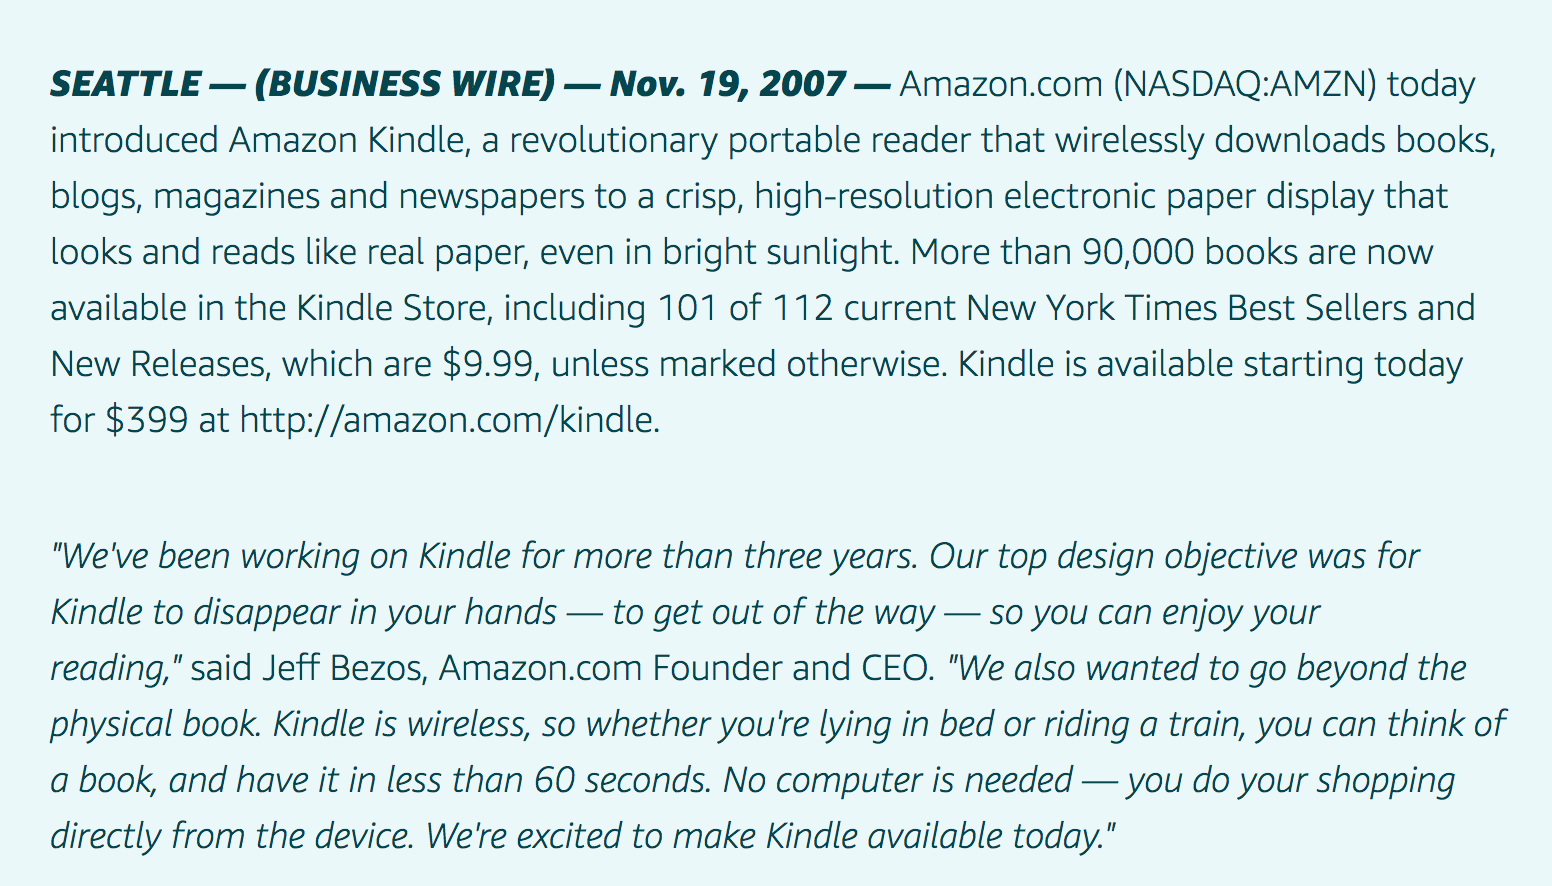 SEATTLE — (BUSINESS WIRE) — Nov. 19, 2007 — Amazon.com (NASDAQ:AMZN) today
introduced Amazon Kindle, a revolutionary portable reader that wirelessly downloads books,
blogs, magazines and newspapers to a crisp, high-resolution electronic paper display that
looks and reads like real paper, even in bright sunlight. More than 90,000 books are now
available in the Kindle Store, including 101 of 112 current New York Times Best Sellers and
New Releases, which are $9.99, unless marked otherwise. Kindle is available starting today
for $399 at http://amazon.com/kindle.
"We've been working on Kindle for more than three years. Our top design objective was for
Kindle to disappear in your hands — to get out of the way — so you can enjoy your
reading," said Jeff Bezos, Amazon.com Founder and CEO. "We also wanted to go beyond the
physical book. Kindle is wireless, so whether you're lying in bed or riding a train, you can think of
a book, and have it in less than 60 seconds. No computer is needed — you do your shopping
directly from the device. We're excited to make Kindle available today."